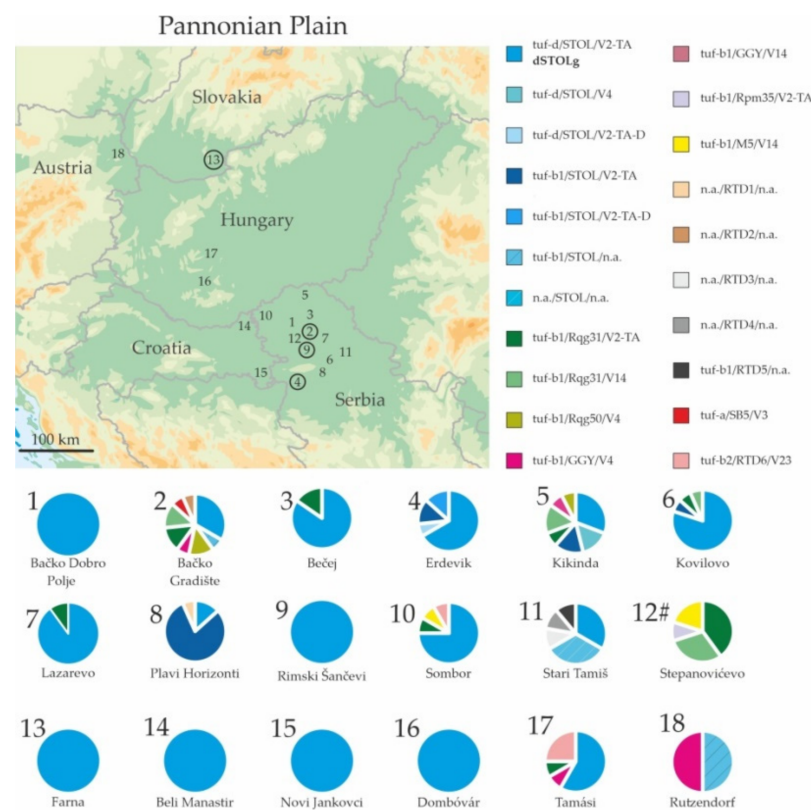 Pannonian Plain
Slovakia
Austria
18
13
Hungary
17
16
5
10
3
14
1
2
12
7
9
11
6
8
Croatia
15
4
Serbia
100 km
tuf-d/STOL/V2-TA
dSTOLg
tuf-d/STOL/V4
tuf-d/STOL/V2-TA-D
tuf-b1/STOL/V2-TA
tuf-b1/STOL/V2-TA-D
tuf-b1/STOL/n.a.
n.a./STOL/n.a.
tuf-b1/Rqg31/V2-TA
tuf-b1/Rqg31/V14
tuf-b1/Rqg50/V4
tuf-b1/GGY/V4
tuf-b1/GGY/V14
tuf-b1/Rpm35/V2-TA
tuf-b1/M5/V14
n.a./RTD1/n.a.
n.a./RTD2/n.a.
n.a./RTD3/n.a.
n.a./RTD4/n.a.
tuf-b1/RTD5/n.a.
tuf-a/SB5/V3
tuf-b2/RTD6/V23
1
Bačko Dobro
Polje
2
Bačko
Gradište
3
Bečej
4
Erdevik
5
Kikinda
6
Kovilovo
7
Lazarevo
8
Plavi Horizonti
9
Rimski Šančevi
10
Sombor
11
Stari Tamiš
12#
Stepanovićevo
13
Farna
14
Beli Manastir
15
Novi Jankovci
16
Dombóvár
17
Tamási
18
Rutzendorf